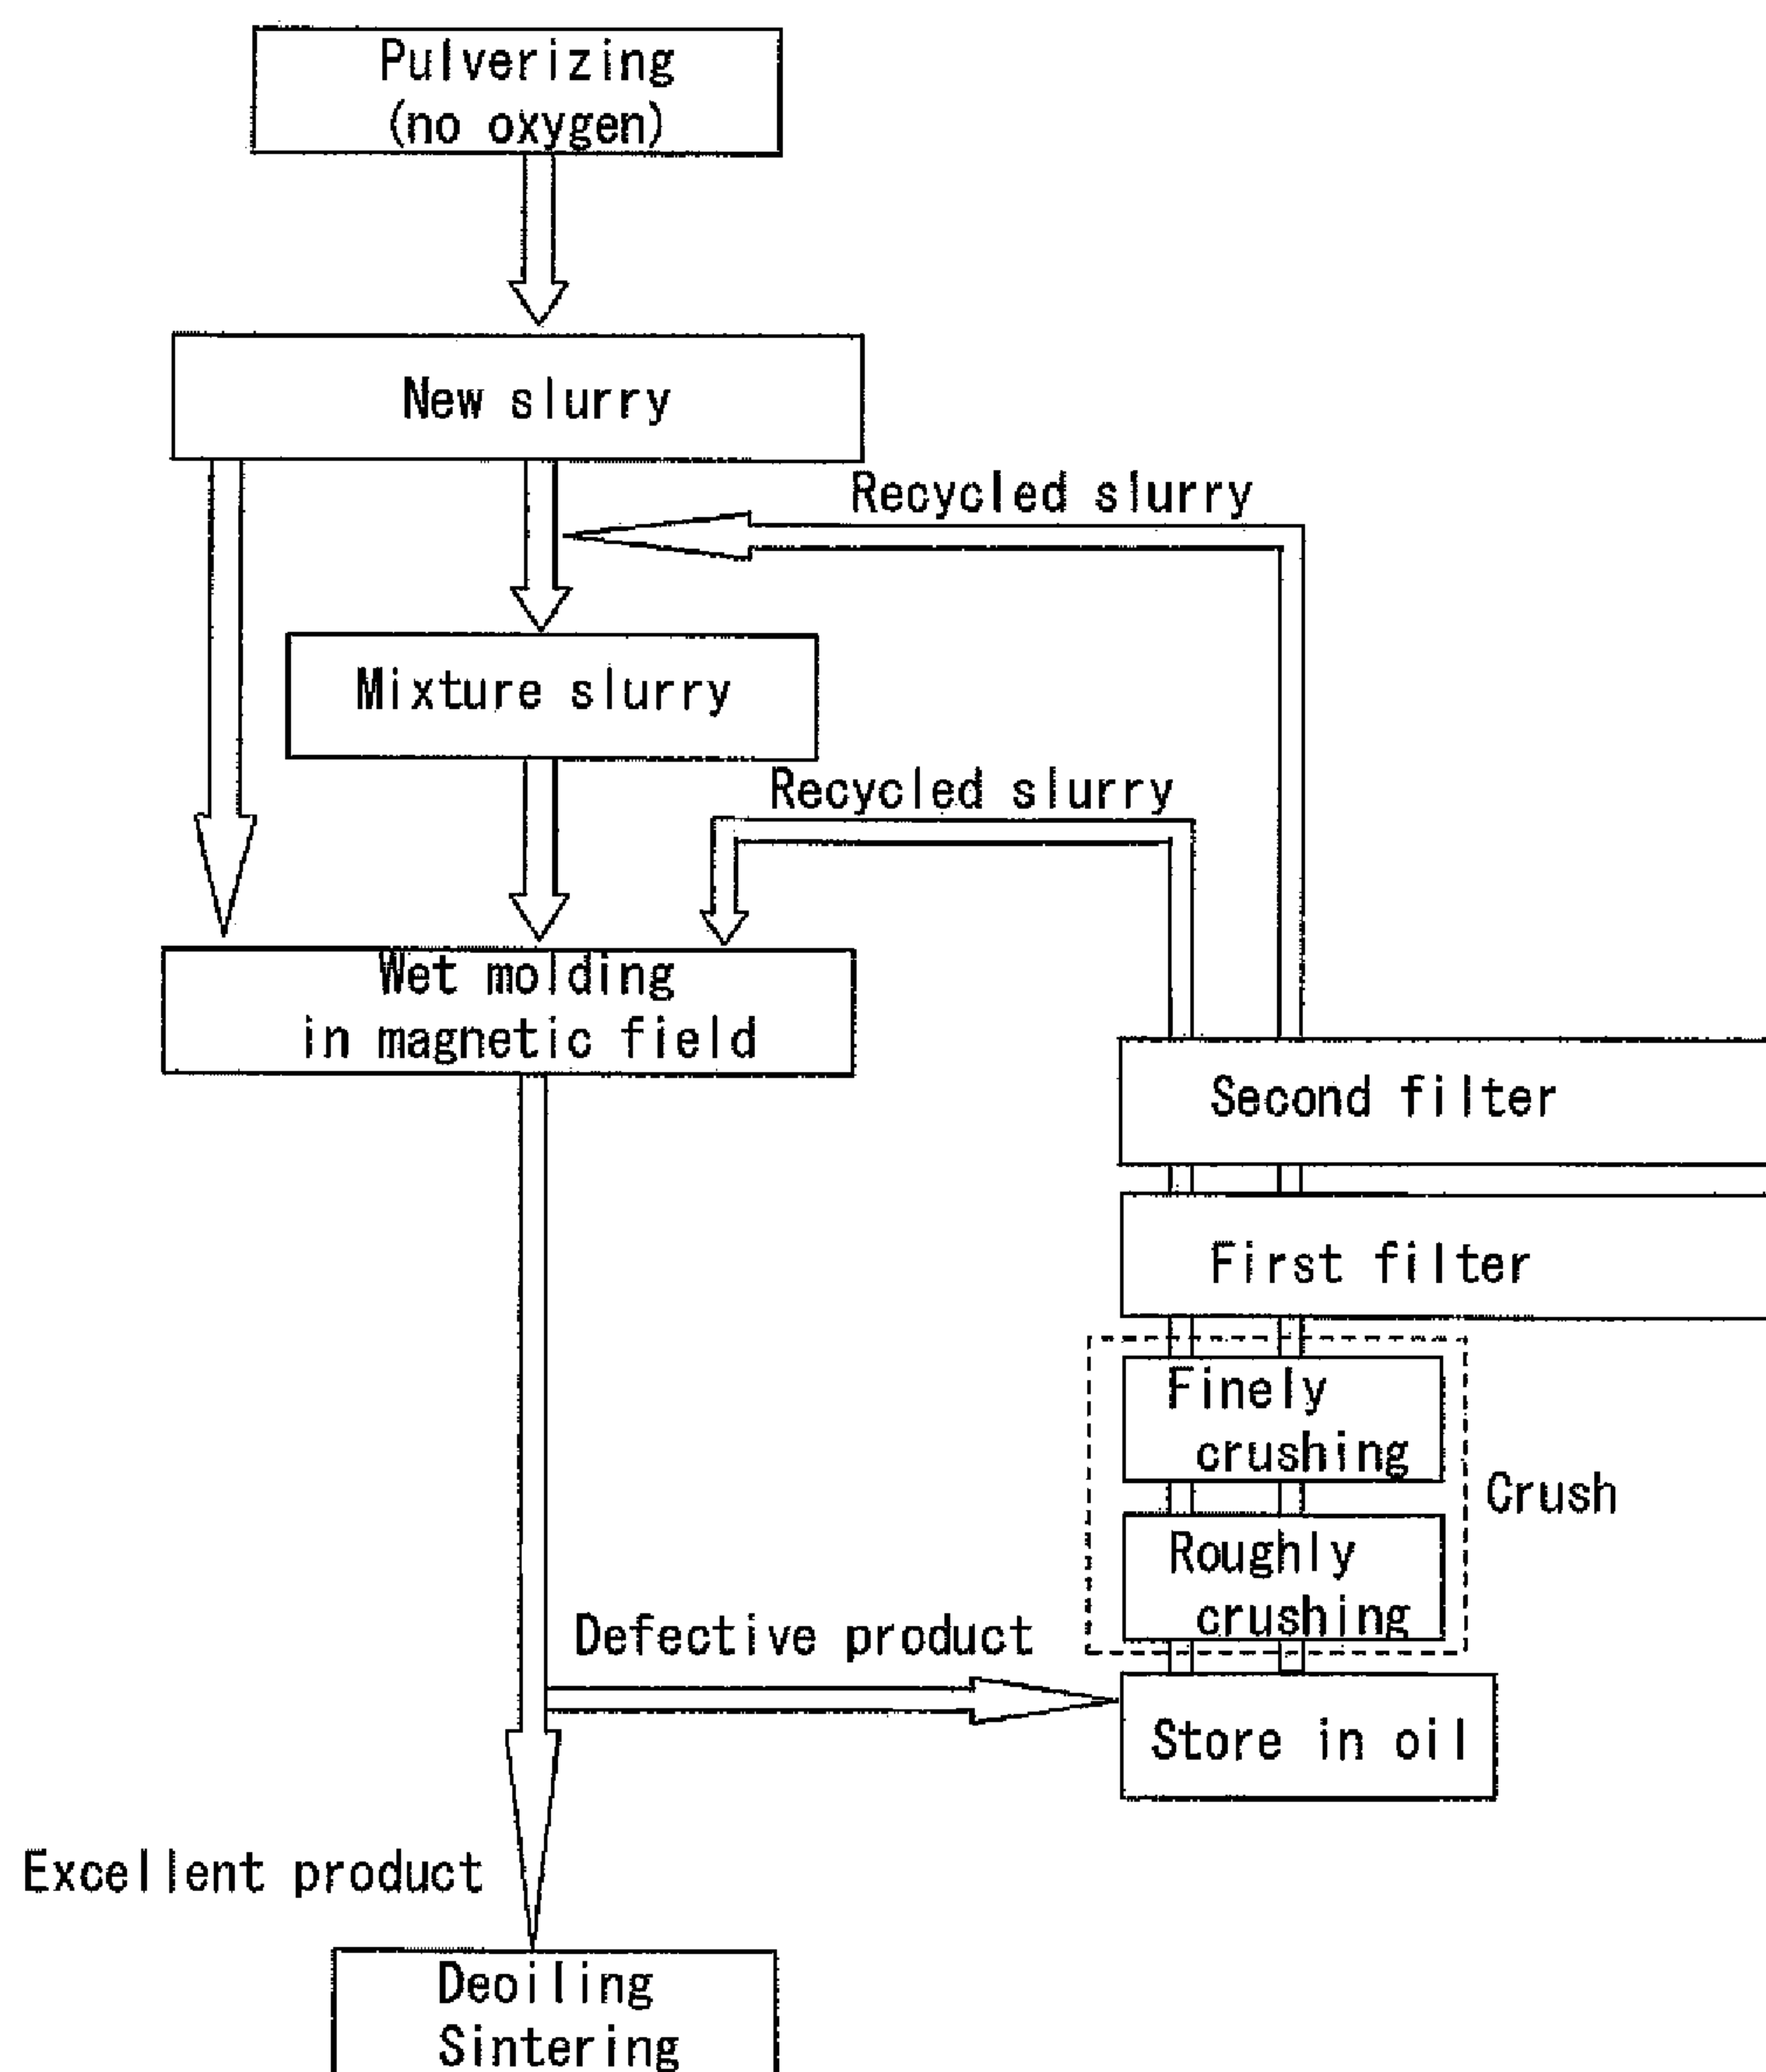 Pulverizing
(no oxygen)
New slurry
Recycled slurry
Mixture slurry
Recycled slurry
Wet molding
in magnetic field
Second filter
First filter
Finely
crushing
Crush
Roughly
crushing
Defective product
Store in oil
Excellent product
Deoiling
Sintering